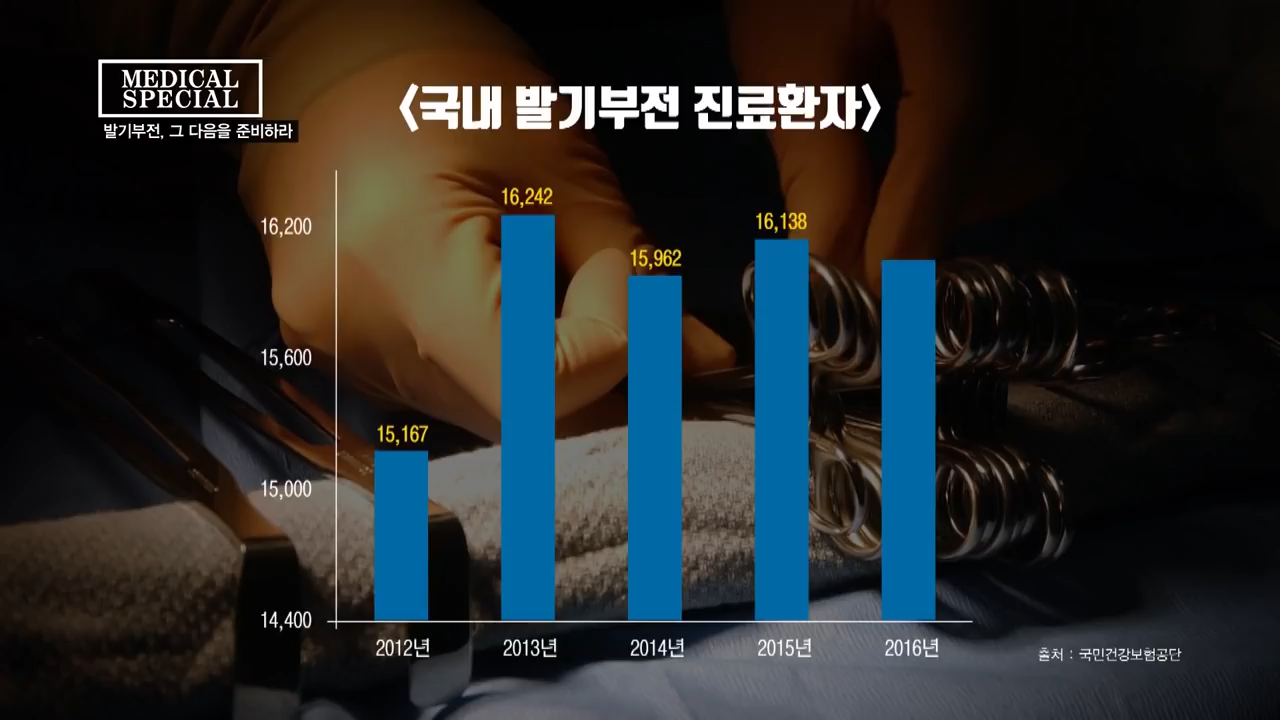 MEDICAL
SPECIAL
발기부전, 그 다음을 준비하라
〈국내 발기부전 진료환자〉
16,242
16,200
16,138
15,962
15,600
15,167
15,000
14,400
2012년 2013년 2014년 2015년 2016년
출처 : 국민건강보험공단